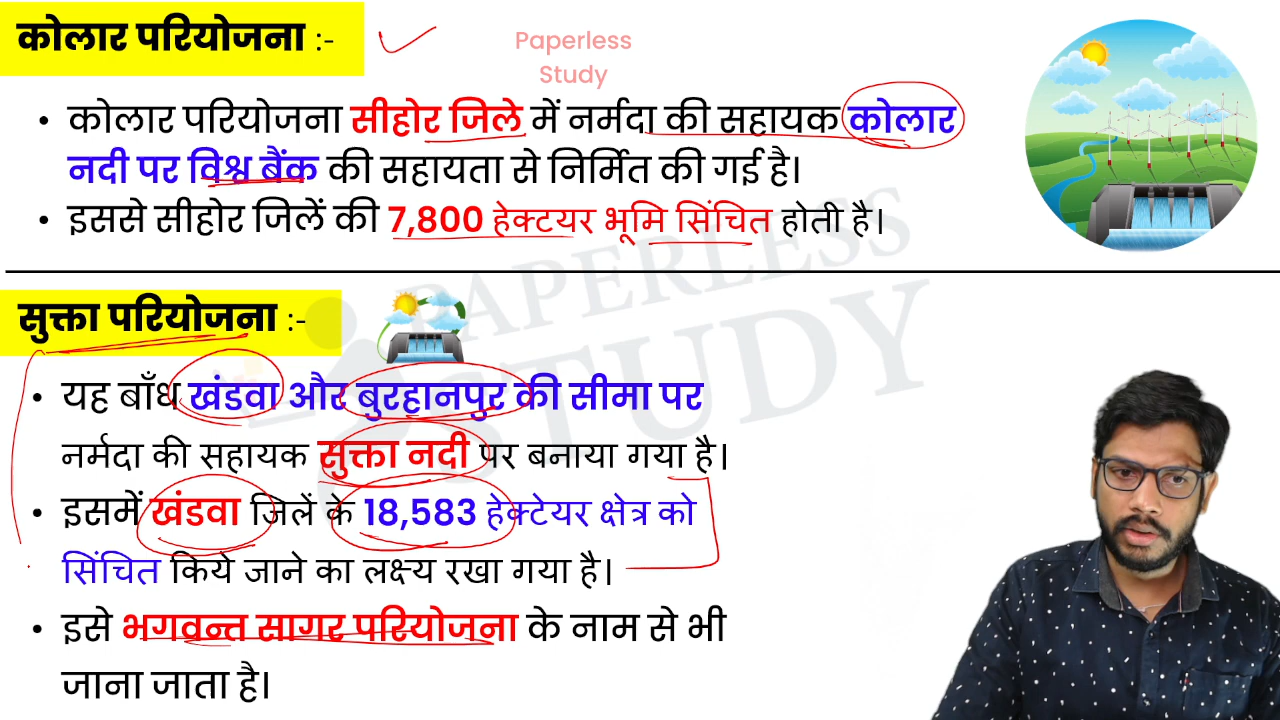 कोलार परियोजना :-
Paperless
Study
• कोलार परियोजना सीहोर जिले में नर्मदा की सहायक कोलार
नदी पर विश्व बैंक की सहायता से निर्मित की गई है।
• इससे सीहोर जिलें की 7,800 हेक्टयर भूमि सिंचित होती है।
PAPERLESS
STUDY
सुक्ता परियोजना :-
• यह बाँध खंडवा और बुरहानपुर की सीमा पर
नर्मदा की सहायक सुक्ता नदी पर बनाया गया है।
• इसमें खंडवा जिलें के 18,583 हेक्टेयर क्षेत्र को
सिंचित किये जाने का लक्ष्य रखा गया है।
• इसे भगवन्त सागर परियोजना के नाम से भी
जाना जाता है।